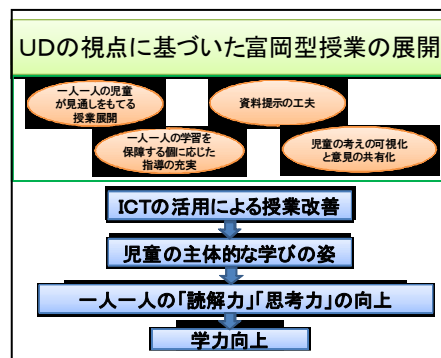 UDの視点に基づいた富岡型授業の展開
一人一人の児童
が見通しをもてる
授業展開
資料提示の工夫
一人一人の学習を
保障する個に応じた
指導の充実
児童の考えの可視化
と意見の共有化
ICTの活用による授業改善
児童の主体的な学びの姿
一人一人の「読解力」「思考力」の向上
学力向上